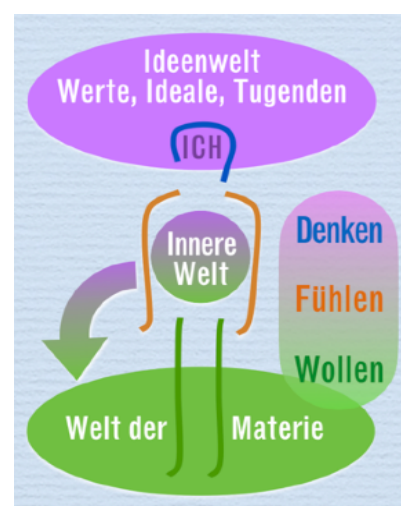 Ideenwelt
Werte, Ideale, Tugenden
ICH
Innere
Welt
Denken
Fühlen
Wollen
Welt der Materie